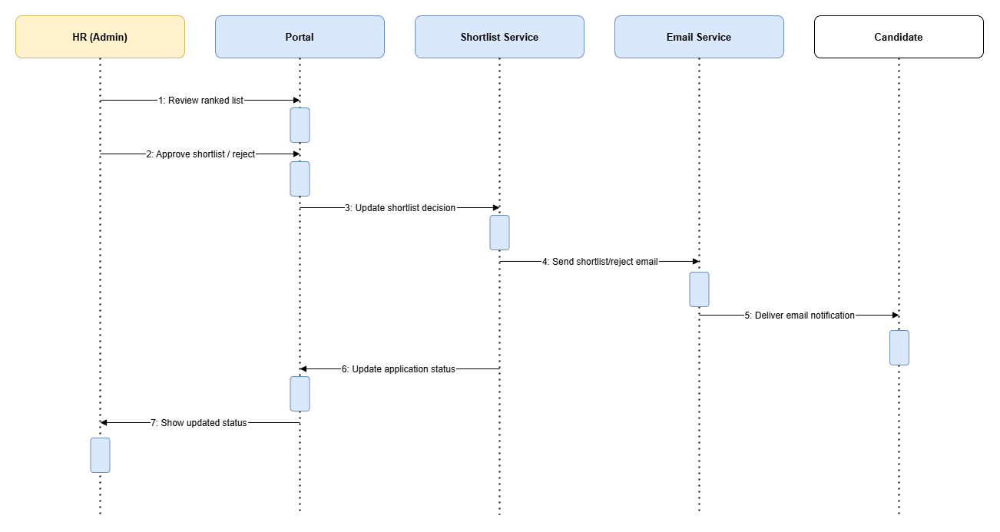 HR (Admin)
Portal
Shortlist Service
Email Service
Candidate
1: Review ranked list
2: Approve shortlist / reject
3: Update shortlist decision
4: Send shortlist/reject email
5: Deliver email notification
6: Update application status
7: Show updated status